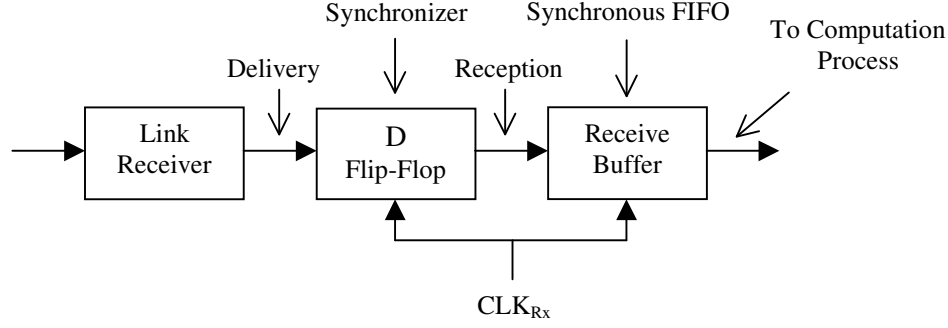 Synchronizer
Synchronous FIFO
To Computation
Process
Delivery
Reception
Link
Receiver
D
Flip-Flop
Receive
Buffer
CLKRx